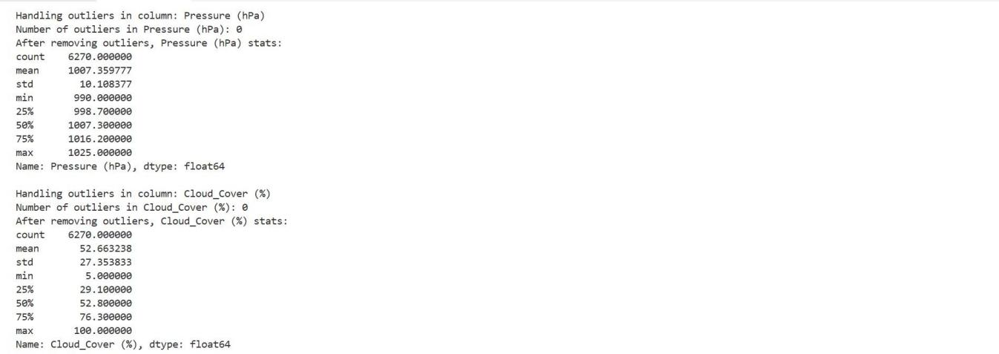 Handling outliers in column: Pressure (hPa)
Number of outliers in Pressure (hPa): 0
After removing outliers, Pressure (hPa) stats:
count    6270.000000
mean     1007.359777
std        10.108377
min       990.000000
25%       998.700000
50%      1007.300000
75%      1016.200000
max      1025.000000
Name: Pressure (hPa), dtype: float64
Handling outliers in column: Cloud_Cover (%)
Number of outliers in Cloud_Cover (%): 0
After removing outliers, Cloud_Cover (%) stats:
count    6270.000000
mean       52.663238
std        27.353833
min         5.000000
25%        29.100000
50%        52.800000
75%        76.300000
max       100.000000
Name: Cloud_Cover (%), dtype: float64